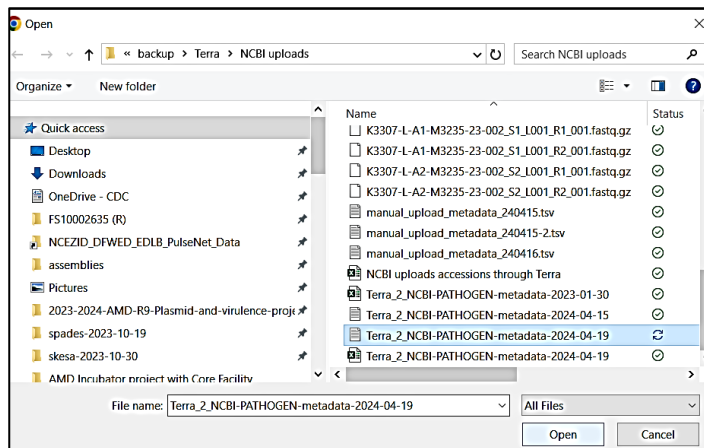 Open
« backup > Terra > NCBI uploads
Search NCBI uploads
Organize
New folder
Quick access
Desktop
Downloads
OneDrive - CDC
FS10002635 (R)
NCEZID_DFWED_EDLB_PulseNet_Data
assemblies
Pictures
2023-2024-AMD-R9-Plasmid-and-virulence-proje
spades-2023-10-19
skesa-2023-10-30
AMD Incubator project with Core Facility
Name
Status
K3307-L-A1-M3235-23-002_S1_L001_R1_001.fastq.gz
K3307-L-A1-M3235-23-002_S1_L001_R2_001.fastq.gz
K3307-L-A2-M3235-23-002_S2_L001_R1_001.fastq.gz
K3307-L-A2-M3235-23-002_S2_L001_R2_001.fastq.gz
manual_upload_metadata_240415.tsv
manual_upload_metadata_240415-2.tsv
manual_upload_metadata_240416.tsv
NCBI uploads accessions through Terra
Terra_2_NCBI-PATHOGEN-metadata-2023-01-30
Terra_2_NCBI-PATHOGEN-metadata-2024-04-15
Terra_2_NCBI-PATHOGEN-metadata-2024-04-19
Terra_2_NCBI-PATHOGEN-metadata-2024-04-19
File name: Terra_2_NCBI-PATHOGEN-metadata-2024-04-19
All Files
Open
Cancel